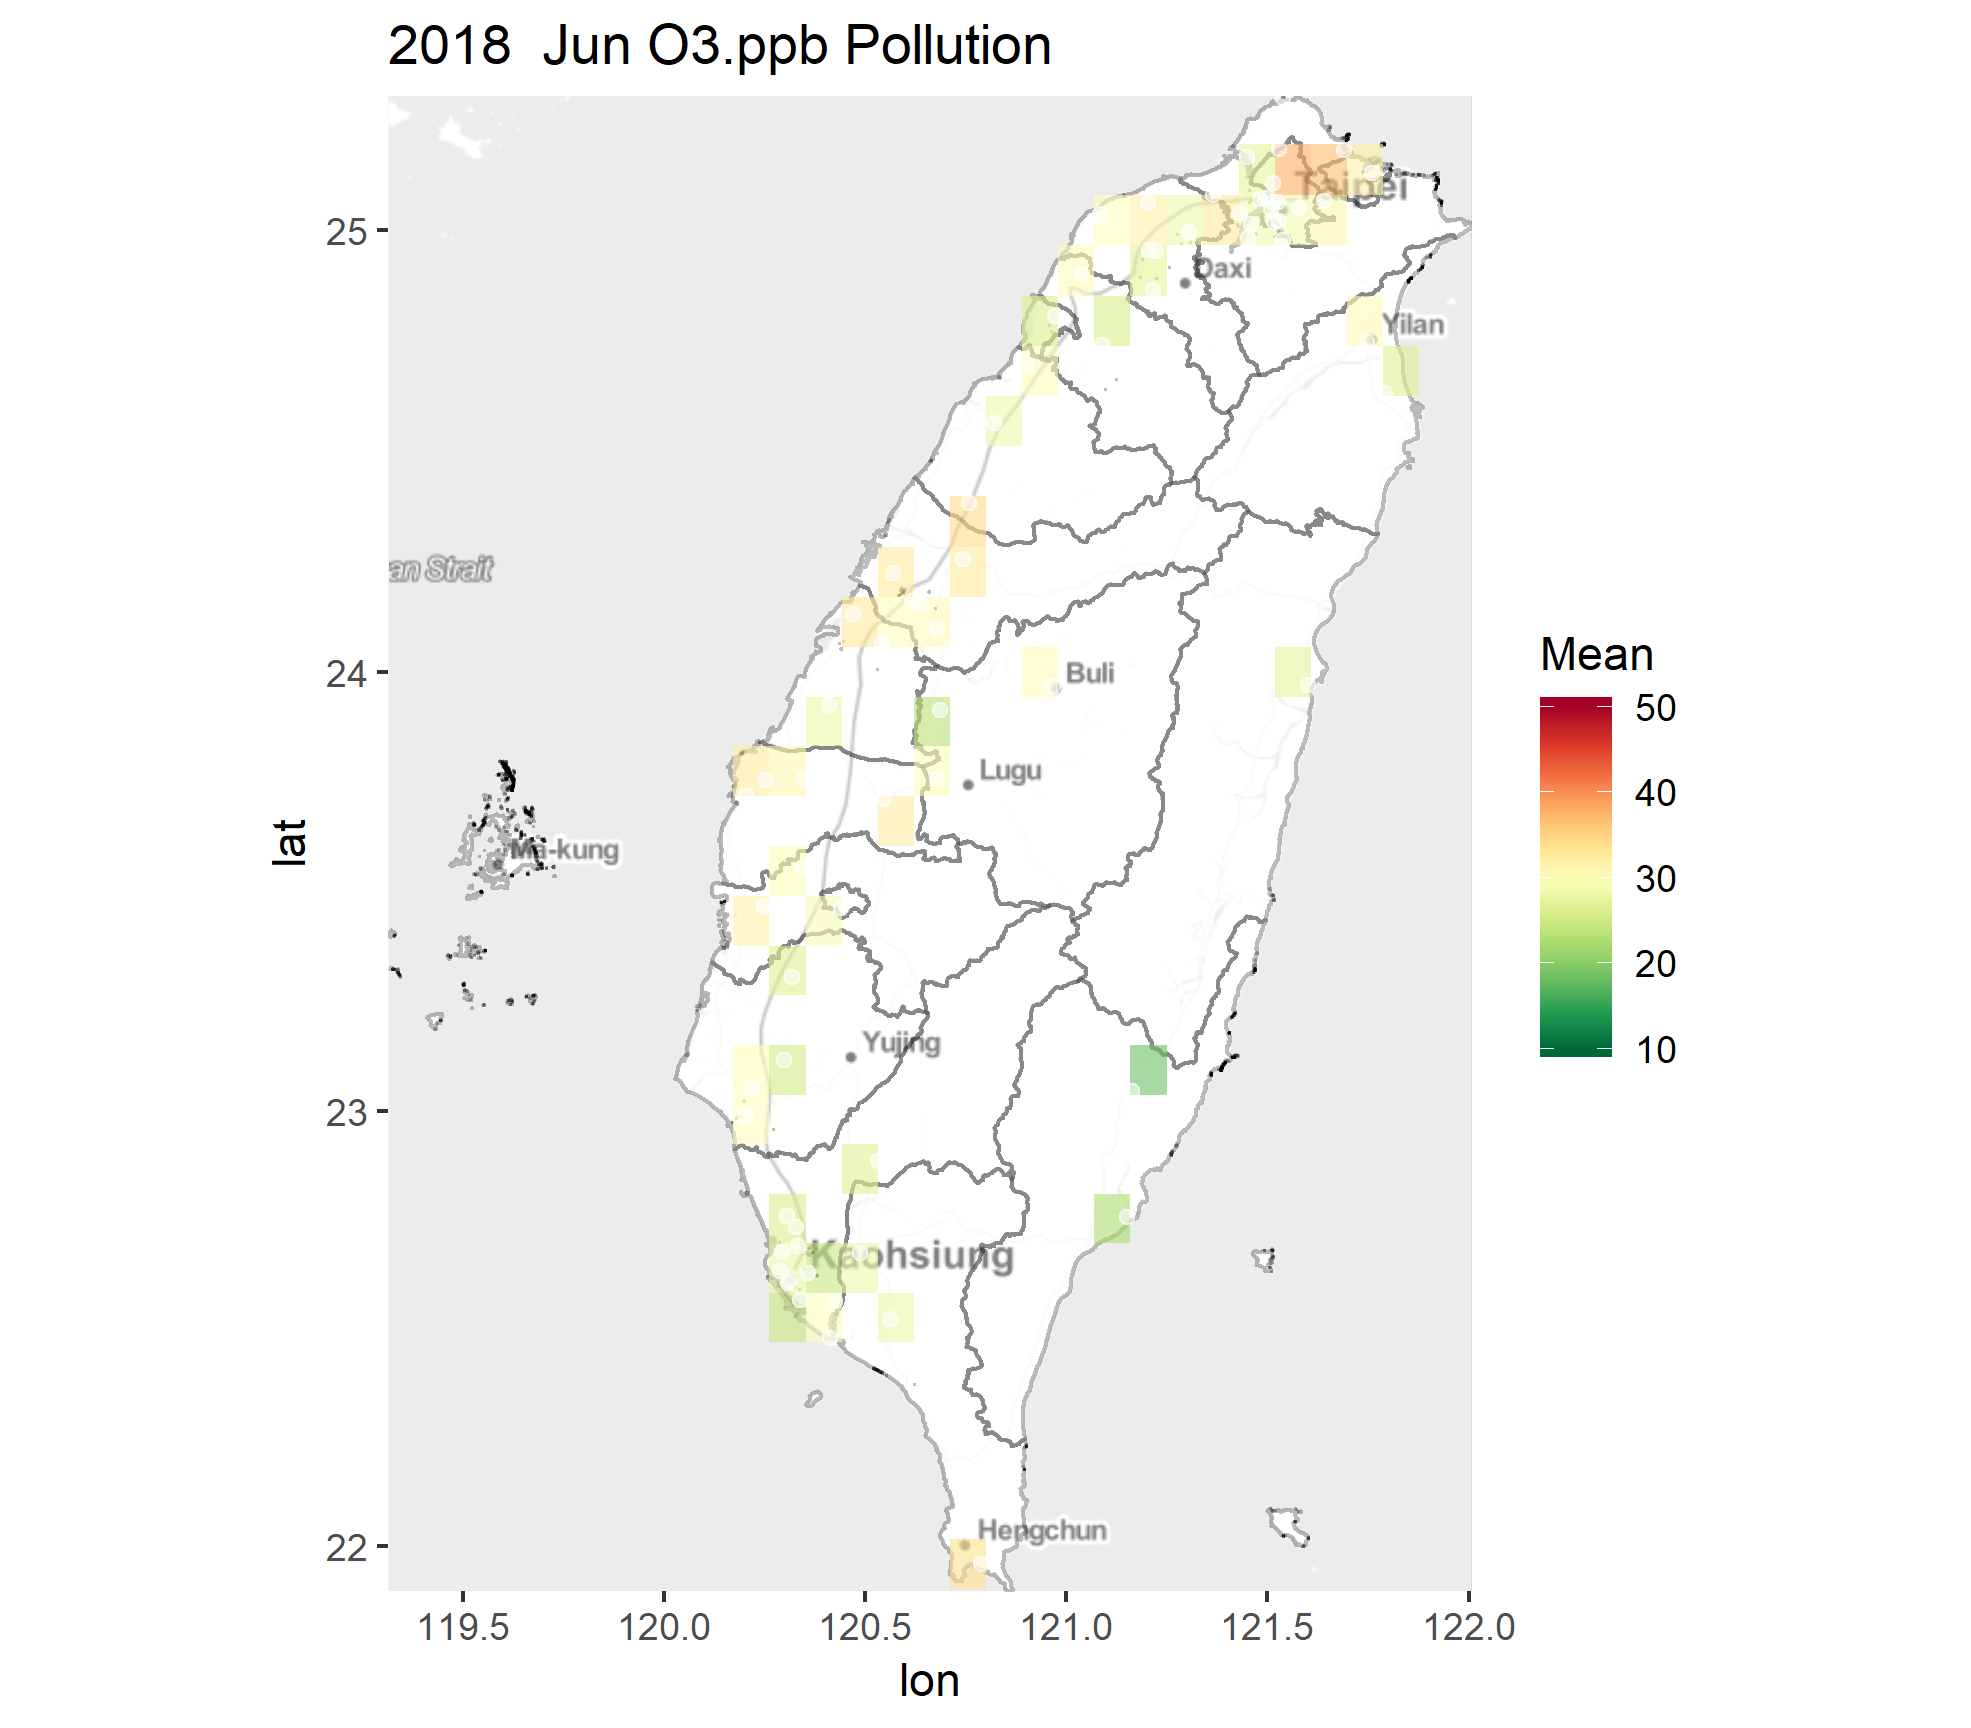 2018 Jun O3.ppb Pollution
Taipei
25
Daxi
Yilan
an Strait
24
Buli
Mean
50
Lugu
40
lat
Ma-kung
30
20
Yujing
10
23
Kaohsiung
Hengchun
22
119.5 120.0 120.5 121.0 121.5 122.0
lon